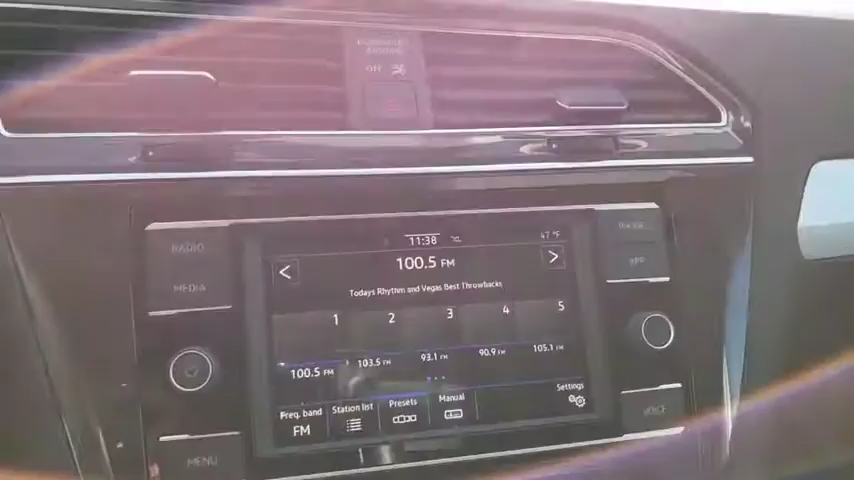 OFF
RADIO
MEDIA
APP
VOICE
MENU
11:38
47 °F
100.5 FM
Todays Rhythm and Vegas Best Throwbacks
1 2 3 4 5
100.5 FM 103.5 FM 93.1 FM 90.9 FM 105.1 FM
Freq. band Station list Presets Manual Settings
FM